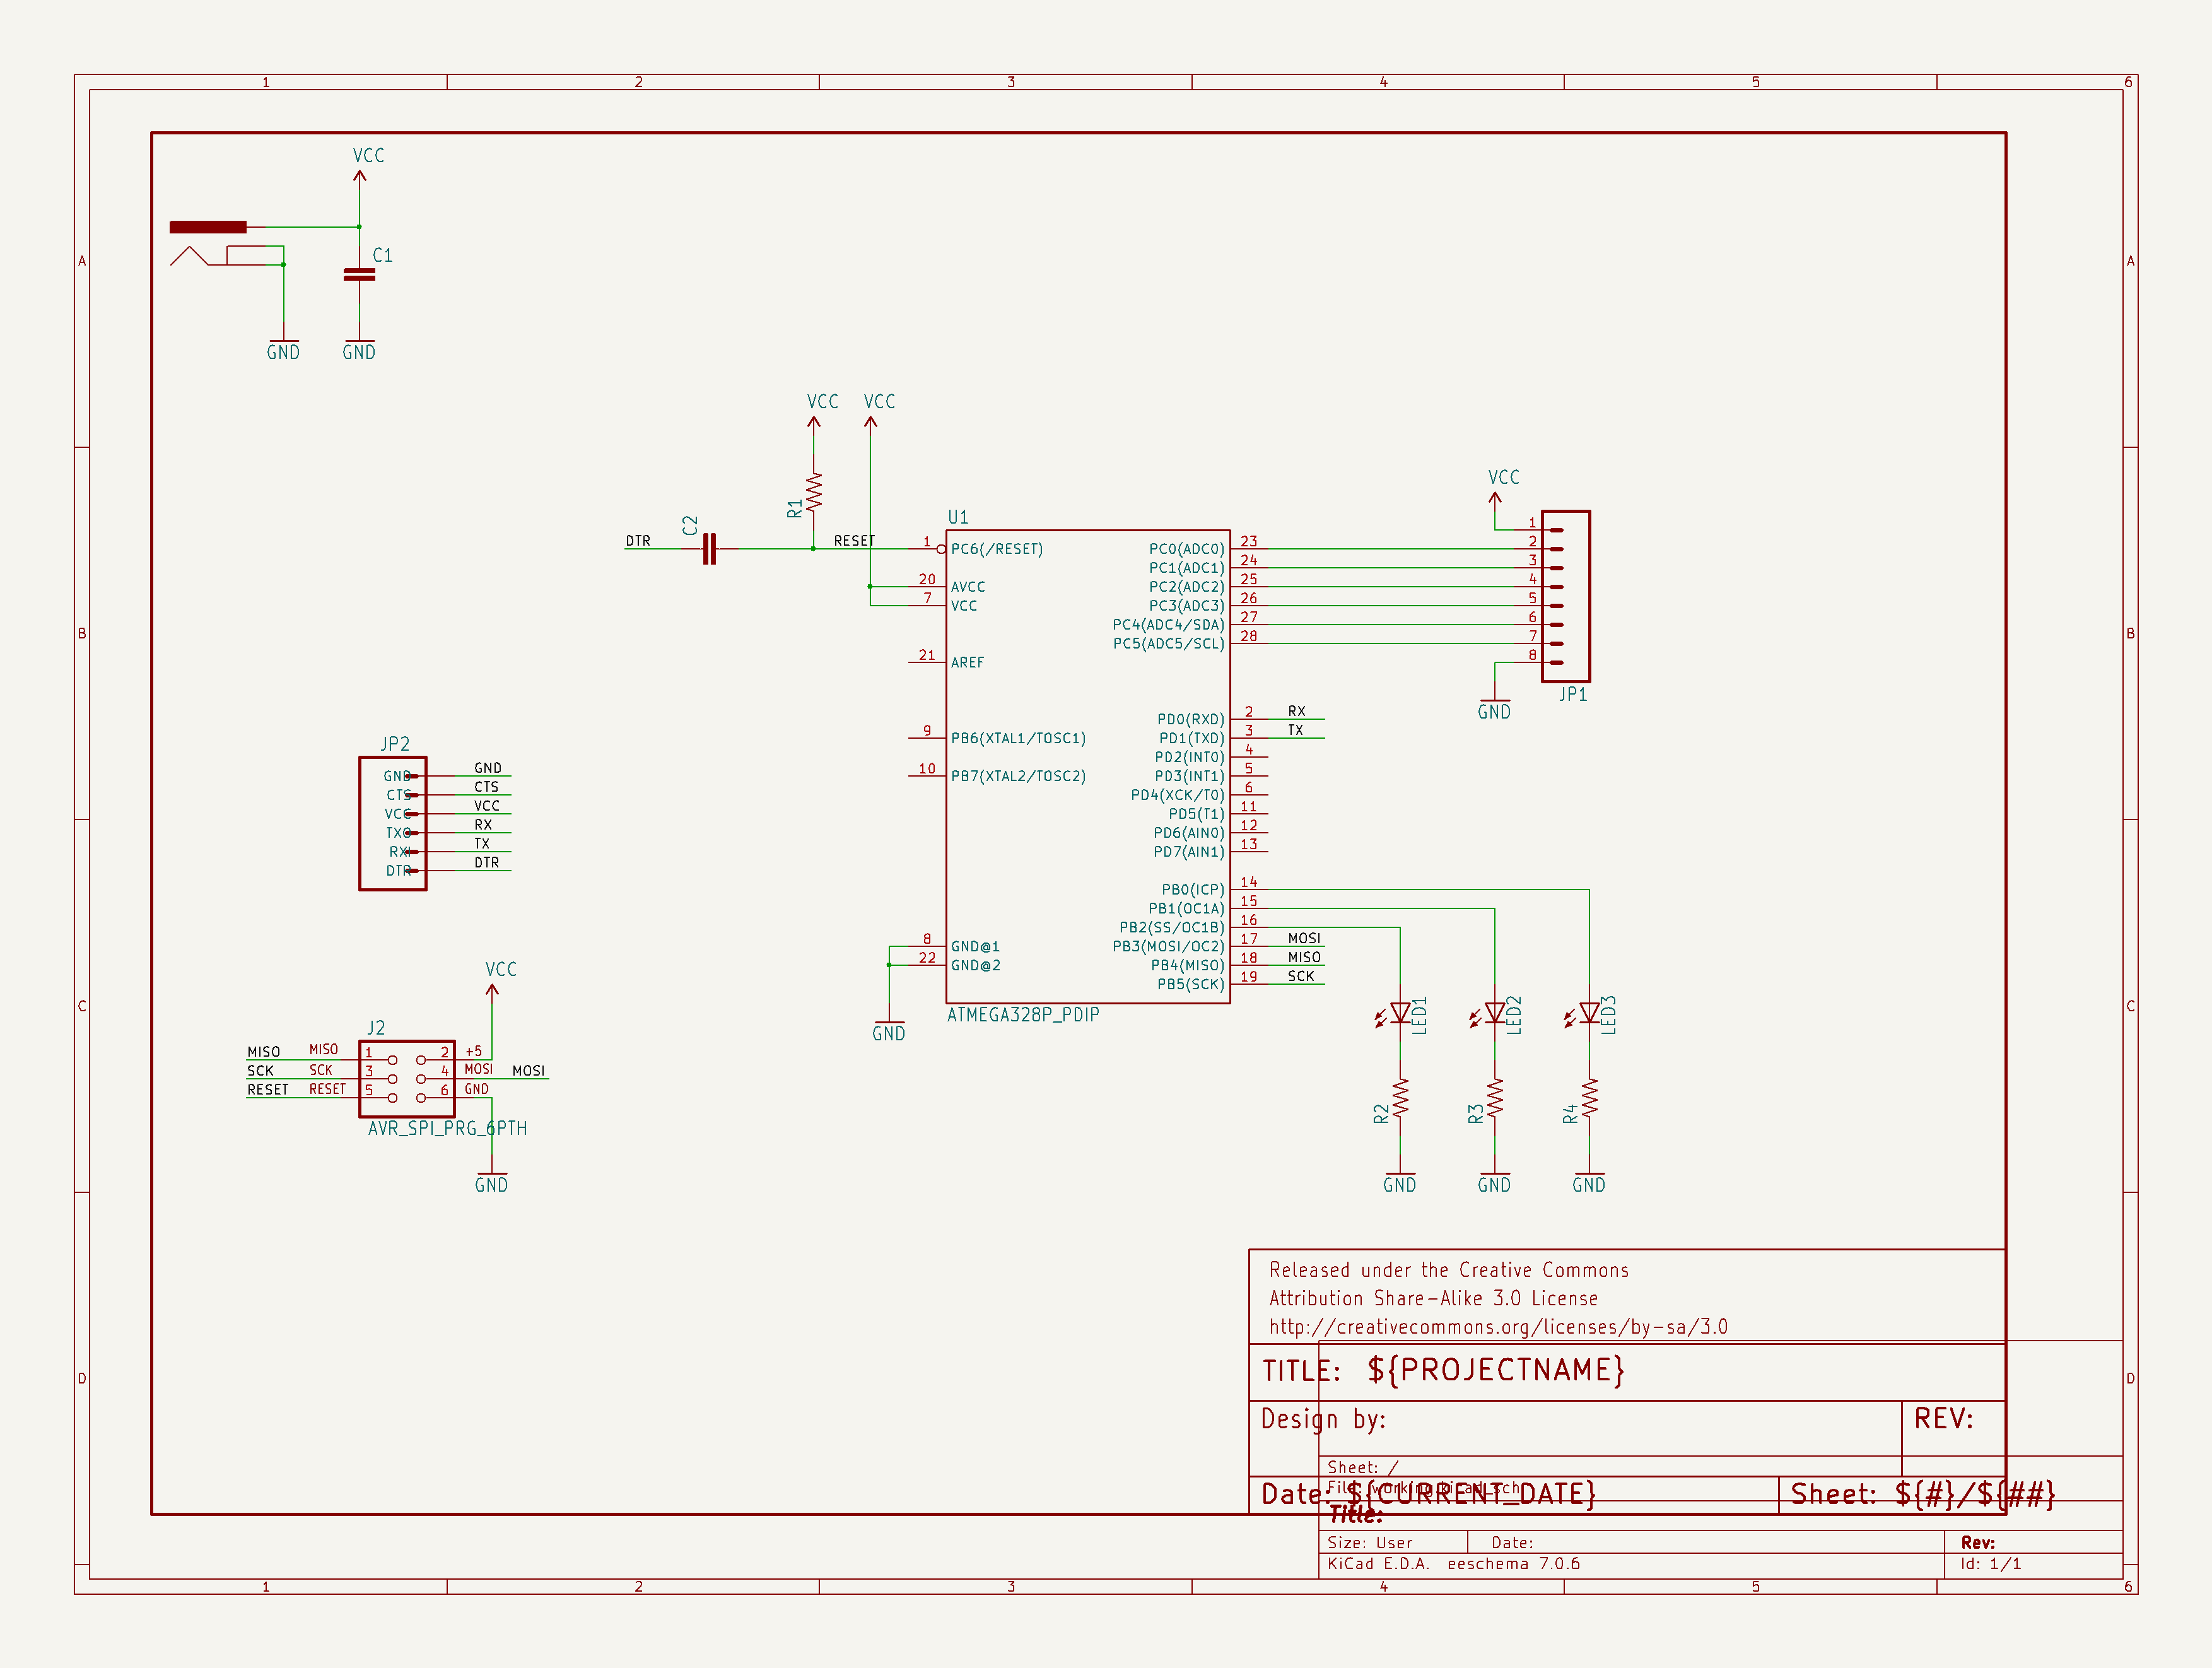 1 2 3 4 5 6
A A
VCC
C1
GND GND
VCC VCC
R1
C2
DTR
RESET
U1
1 PC6(/RESET)
20 AVCC
7 VCC
21 AREF
9 PB6(XTAL1/TOSC1)
10 PB7(XTAL2/TOSC2)
8 GND@1
22 GND@2
GND
PC0(ADC0) 23
PC1(ADC1) 24
PC2(ADC2) 25
PC3(ADC3) 26
PC4(ADC4/SDA) 27
PC5(ADC5/SCL) 28
PD0(RXD) 2 RX
PD1(TXD) 3 TX
PD2(INT0) 4
PD3(INT1) 5
PD4(XCK/T0) 6
PD5(T1) 11
PD6(AIN0) 12
PD7(AIN1) 13
PB0(ICP) 14
PB1(OC1A) 15
PB2(SS/OC1B) 16
PB3(MOSI/OC2) 17 MOSI
PB4(MISO) 18 MISO
PB5(SCK) 19 SCK
ATMEGA328P_PDIP
VCC
1
2
3
4
5
6
7
8
JP1
GND
B B
JP2
GND GND
CTS CTS
VCC VCC
TXO RX
RXI TX
DTR DTR
VCC
J2
MISO MISO 1 2 +5
SCK SCK 3 4 MOSI MOSI
RESET RESET 5 6 GND
AVR_SPI_PRG_6PTH
GND
C C
LED1 LED2 LED3
R2 R3 R4
GND GND GND
Released under the Creative Commons
Attribution Share-Alike 3.0 License
http://creativecommons.org/licenses/by-sa/3.0
TITLE: ${PROJECTNAME}
D D
Design by: REV:
Sheet: /
File: working.kicad_sch
Date: ${CURRENT_DATE} Sheet: ${#}/${##}
Title:
Size: User Date: Rev:
KiCad E.D.A. eeschema 7.0.6 Id: 1/1
1 2 3 4 5 6